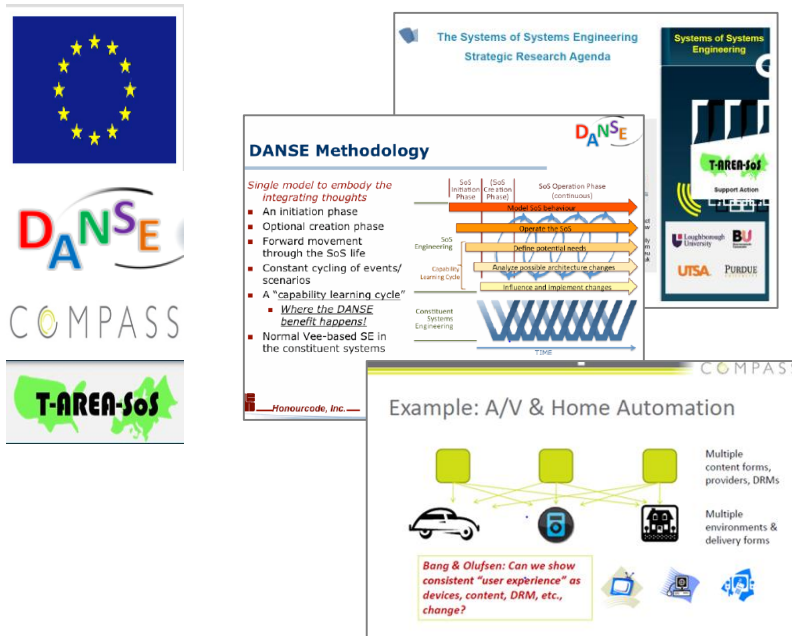 DANSE
COMPASS
T-AREA-SoS
The Systems of Systems Engineering
Strategic Research Agenda
Systems of Systems
Engineering
T-AREA-SoS
Support Action
Loughborough
University
BU
UTSA
PURDUE
DANSE
DANSE Methodology
Single model to embody the
integrating thoughts
An initiation phase
Optional creation phase
Forward movement
through the SoS life
Constant cycling of events/
scenarios
A "capability learning cycle"
Where the DANSE
benefit happens!
Normal Vee-based SE in
the constituent systems
SoS
Initiation
Phase
(SoS
Creation
Phase)
SoS Operation Phase
(continuous)
Model SoS behaviour
Operate the SoS
SoS
Engineering
Define potential needs
Capability
Learning Cycle
Analyze possible architecture changes
Influence and implement changes
Constituent
Systems
Engineering
TIME
Honourcode, Inc.
COMPASS
Example: A/V & Home Automation
Multiple
content forms,
providers, DRMs
Multiple
environments &
delivery forms
Bang & Olufsen: Can we show
consistent "user experience" as
devices, content, DRM, etc.,
change?